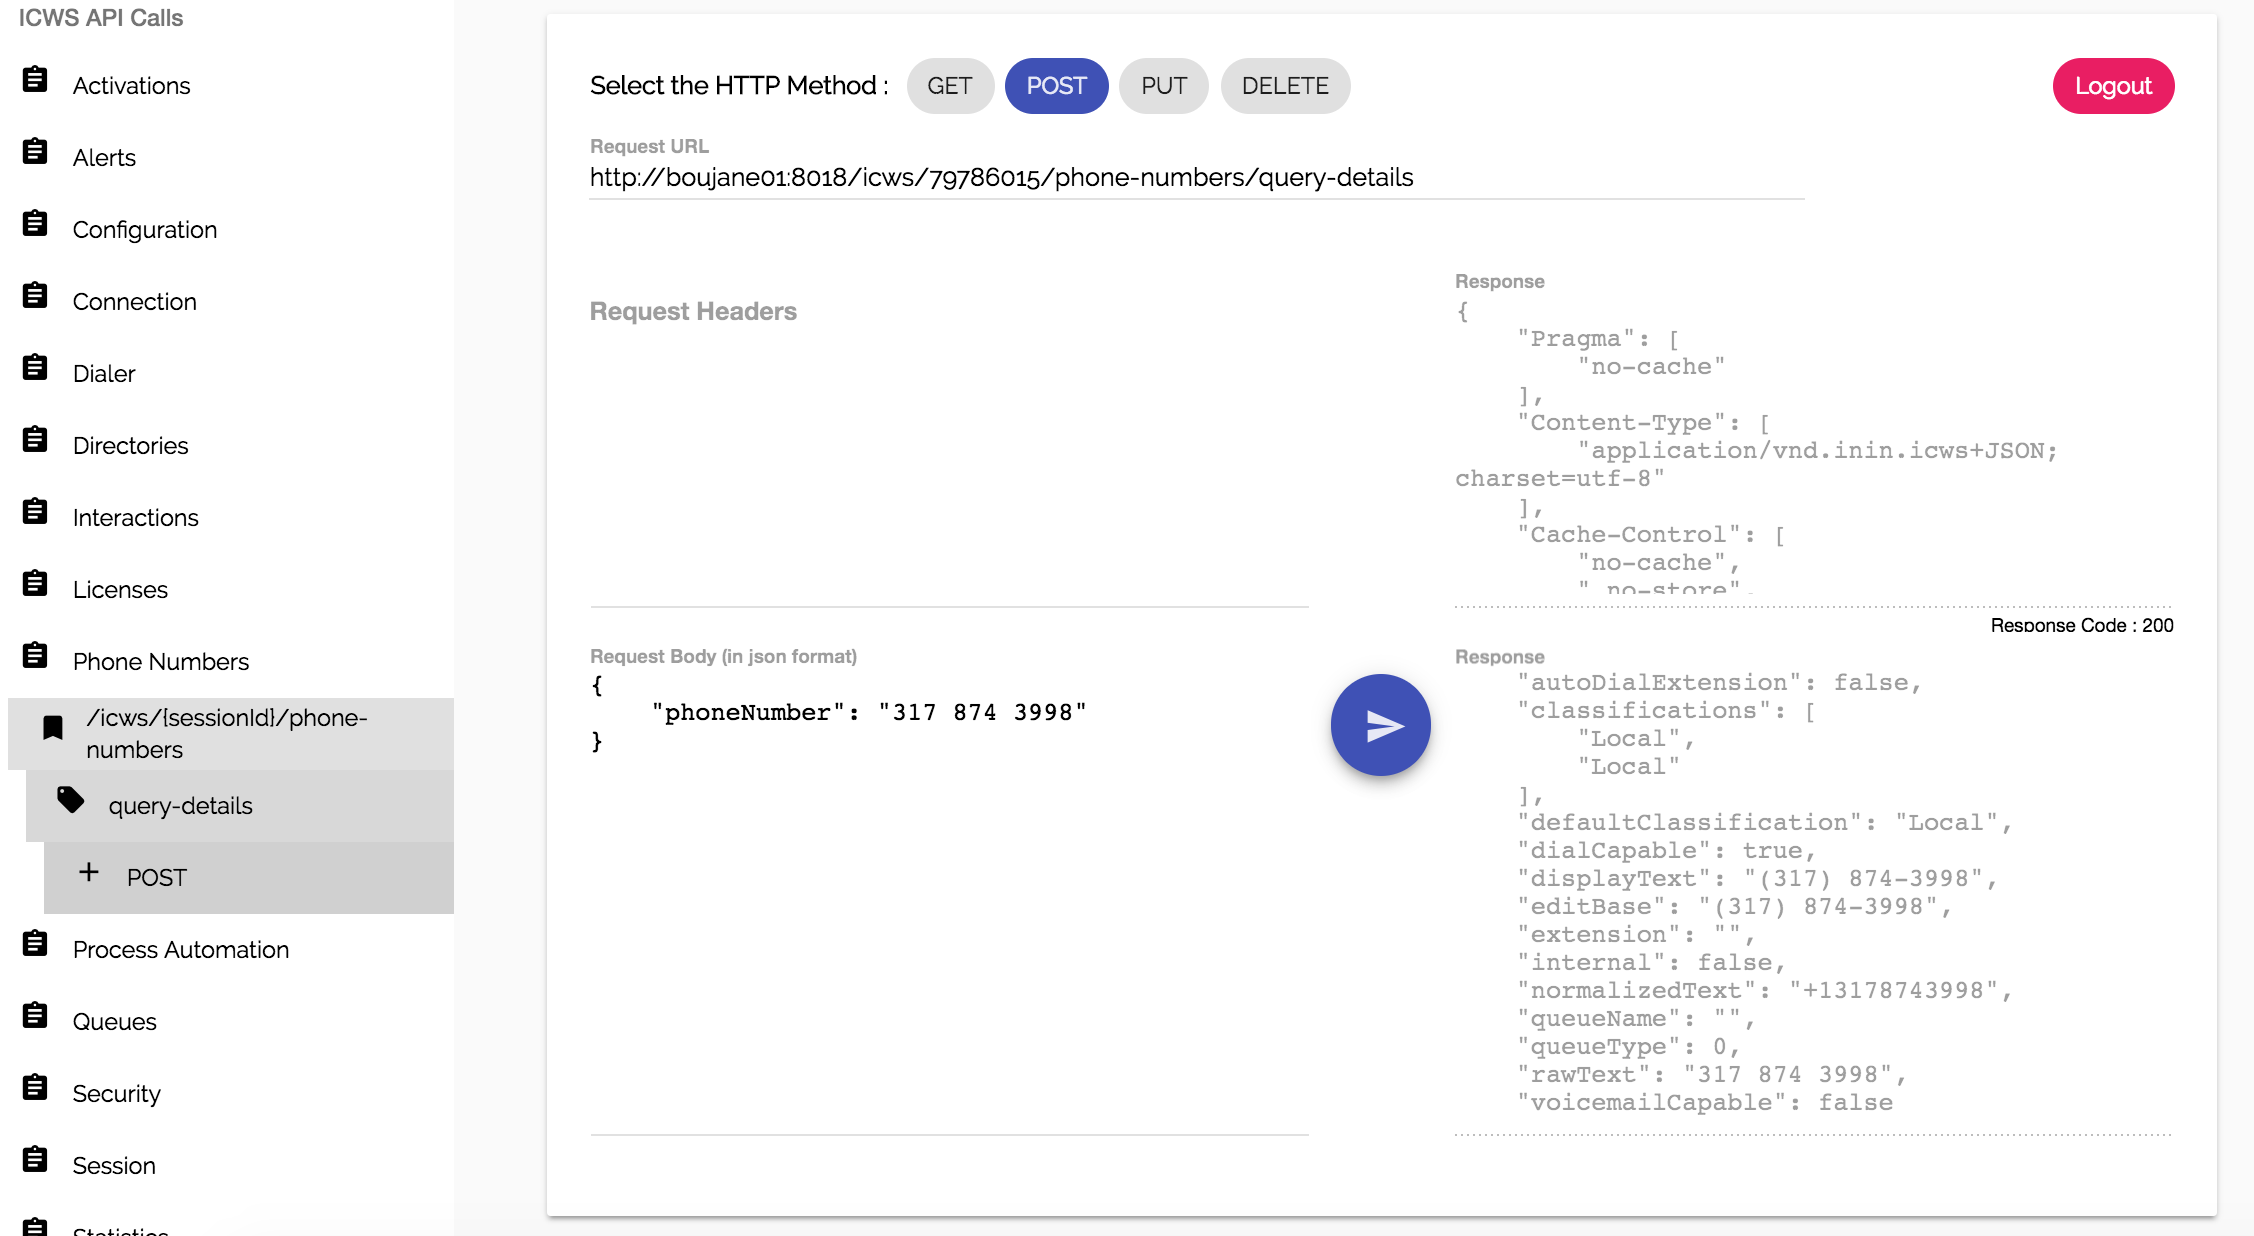 ICWS API Calls
Activations
Alerts
Configuration
Connection
Dialer
Directories
Interactions
Licenses
Phone Numbers
/icws/{sessionId}/phone-
numbers
query-details
POST
Process Automation
Queues
Security
Session
Statistics
Select the HTTP Method : GET POST PUT DELETE Logout
Request URL
http://boujane01:8018/icws/79786015/phone-numbers/query-details
Request Headers
Response
{
"Pragma": [
"no-cache"
],
"Content-Type": [
"application/vnd.inin.icws+JSON;
charset=utf-8"
],
"Cache-Control": [
"no-cache",
" no-store",
Response Code : 200
Request Body (in json format)
{
"phoneNumber": "317 874 3998"
}
Response
"autoDialExtension": false,
"classifications": [
"Local",
"Local"
],
"defaultClassification": "Local",
"dialCapable": true,
"displayText": "(317) 874-3998",
"editBase": "(317) 874-3998",
"extension": "",
"internal": false,
"normalizedText": "+13178743998",
"queueName": "",
"queueType": 0,
"rawText": "317 874 3998",
"voicemailCapable": false